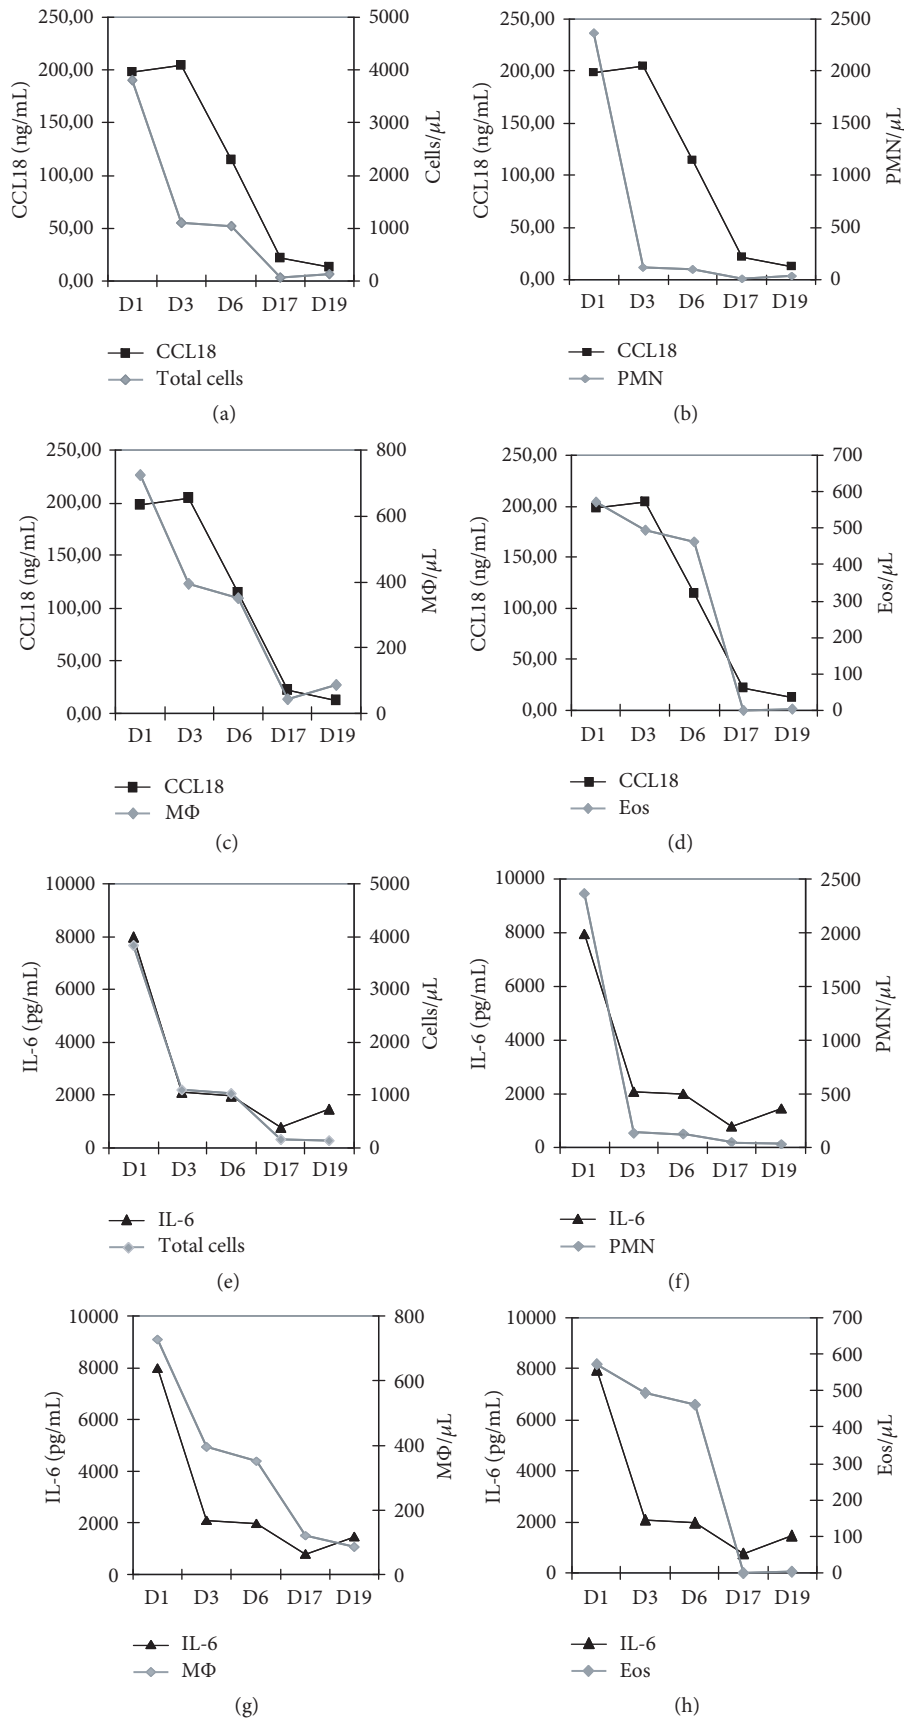 250,00
200,00
150,00
100,00
50,00
0,00
CCL18 (ng/mL)
5000
4000
3000
2000
1000
0
Cells/μL
D1 D3 D6 D17 D19
CCL18
Total cells
(a)
250,00
200,00
150,00
100,00
50,00
0,00
CCL18 (ng/mL)
2500
2000
1500
1000
500
0
PMN/μL
D1 D3 D6 D17 D19
CCL18
PMN
(b)
250,00
200,00
150,00
100,00
50,00
0,00
CCL18 (ng/mL)
800
600
400
200
0
MΦ/μL
D1 D3 D6 D17 D19
CCL18
MΦ
(c)
250,00
200,00
150,00
100,00
50,00
0,00
CCL18 (ng/mL)
700
600
500
400
300
200
100
0
Eos/μL
D1 D3 D6 D17 D19
CCL18
Eos
(d)
10000
8000
6000
4000
2000
0
IL-6 (pg/mL)
5000
4000
3000
2000
1000
0
Cells/μL
D1 D3 D6 D17 D19
IL-6
Total cells
(e)
10000
8000
6000
4000
2000
0
IL-6 (pg/mL)
2500
2000
1500
1000
500
0
PMN/μL
D1 D3 D6 D17 D19
IL-6
PMN
(f)
10000
8000
6000
4000
2000
0
IL-6 (pg/mL)
800
600
400
200
0
MΦ/μL
D1 D3 D6 D17 D19
IL-6
MΦ
(g)
10000
8000
6000
4000
2000
0
IL-6 (pg/mL)
700
600
500
400
300
200
100
0
Eos/μL
D1 D3 D6 D17 D19
IL-6
Eos
(h)